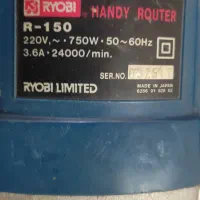 RYOBI HANDY ROUTER
R-150
220V, ~ · 750W · 50~60Hz
3.6A · 24000/min.
SER.NO.
RYOBI LIMITED
MADE IN JAPAN